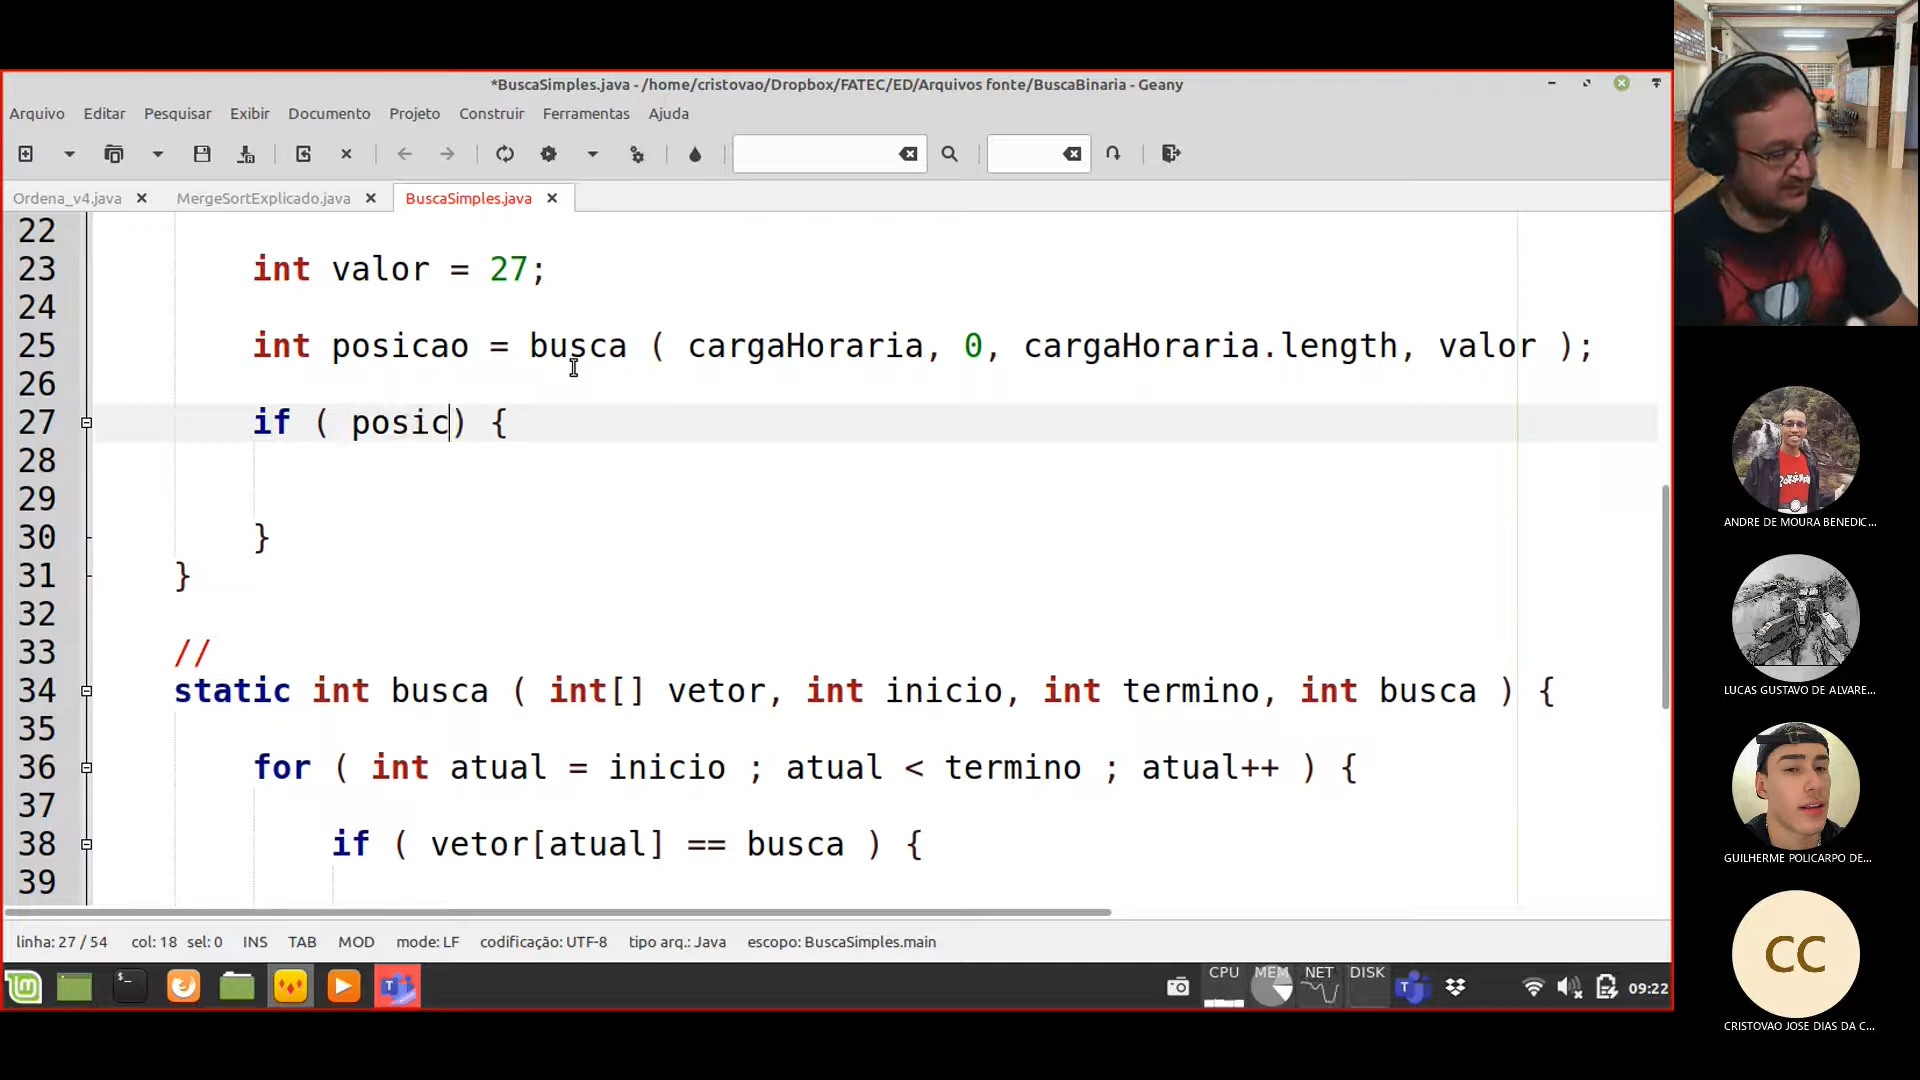 *BuscaSimples.java - /home/cristovao/Dropbox/FATEC/ED/Arquivos fonte/BuscaBinaria - Geany
Arquivo Editar Pesquisar Exibir Documento Projeto Construir Ferramentas Ajuda
Ordena_v4.java MergeSortExplicado.java BuscaSimples.java
22
23 int valor = 27;
24
25 int posicao = busca ( cargaHoraria, 0, cargaHoraria.length, valor );
26
27 if ( posic) {
28
29
30 }
31 }
32
33 //
34 static int busca ( int[] vetor, int inicio, int termino, int busca ) {
35
36 for ( int atual = inicio ; atual < termino ; atual++ ) {
37
38 if ( vetor[atual] == busca ) {
39
linha: 27 / 54 col: 18 sel: 0 INS TAB MOD mode: LF codificação: UTF-8 tipo arq.: Java escopo: BuscaSimples.main
CPU MEM NET DISK
09:22
ANDRE DE MOURA BENEDIC...
LUCAS GUSTAVO DE ALVARE...
GUILHERME POLICARPO DE...
CC
CRISTOVAO JOSE DIAS DA C...